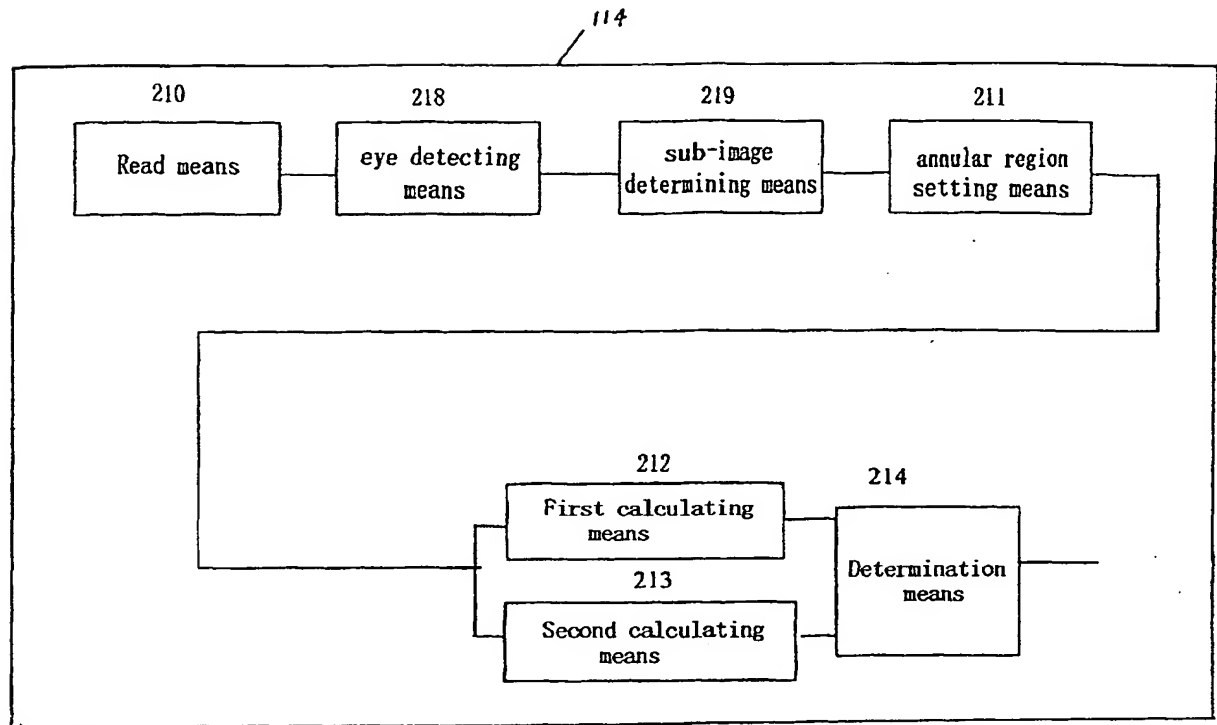 114
210
218
219
211
Read means
eye detecting
means
sub-image
determining means
annular region
setting means
212
First calculating
means
213
Second calculating
means
214
Determination
means